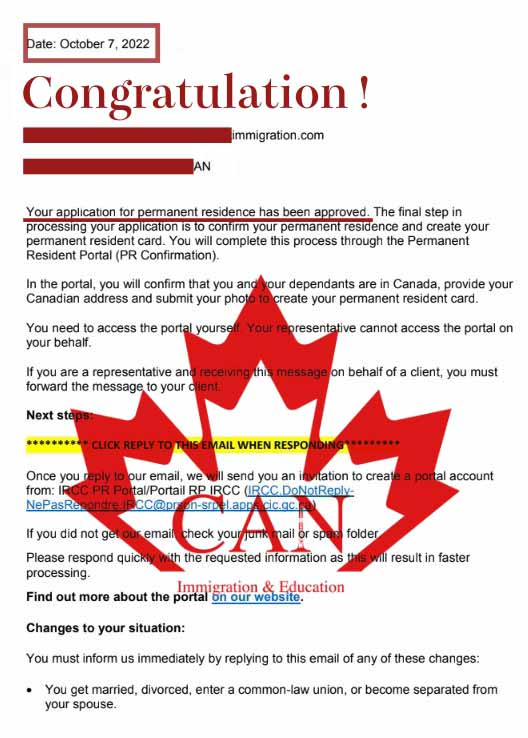 Date: October 7, 2022
Congratulation !
immigration.com
AN
Your application for permanent residence has been approved. The final step in
processing your application is to confirm your permanent residence and create your
permanent resident card. You will complete this process through the Permanent
Resident Portal (PR Confirmation).
In the portal, you will confirm that you and your dependants are in Canada, provide your
Canadian address and submit your photo to create your permanent resident card.
You need to access the portal yourself. Your representative cannot access the portal on
your behalf.
If you are a representative and receiving this message on behalf of a client, you must
forward the message to your client.
Next steps:
********** CLICK REPLY TO THIS EMAIL WHEN RESPONDING*********
Once you reply to our email, we will send you an invitation to create a portal account
from: IRCC PR Portal/Portail RP IRCC (IRCC.DoNotReply-
NePasRepondre.IRCC@prson-srpel.apps.cic.gc.ca)
CAN
If you did not get our email, check your junk mail or spam folder.
Please respond quickly with the requested information as this will result in faster
processing.
Immigration & Education
Find out more about the portal on our website.
Changes to your situation:
You must inform us immediately by replying to this email of any of these changes:
• You get married, divorced, enter a common-law union, or become separated from
your spouse.